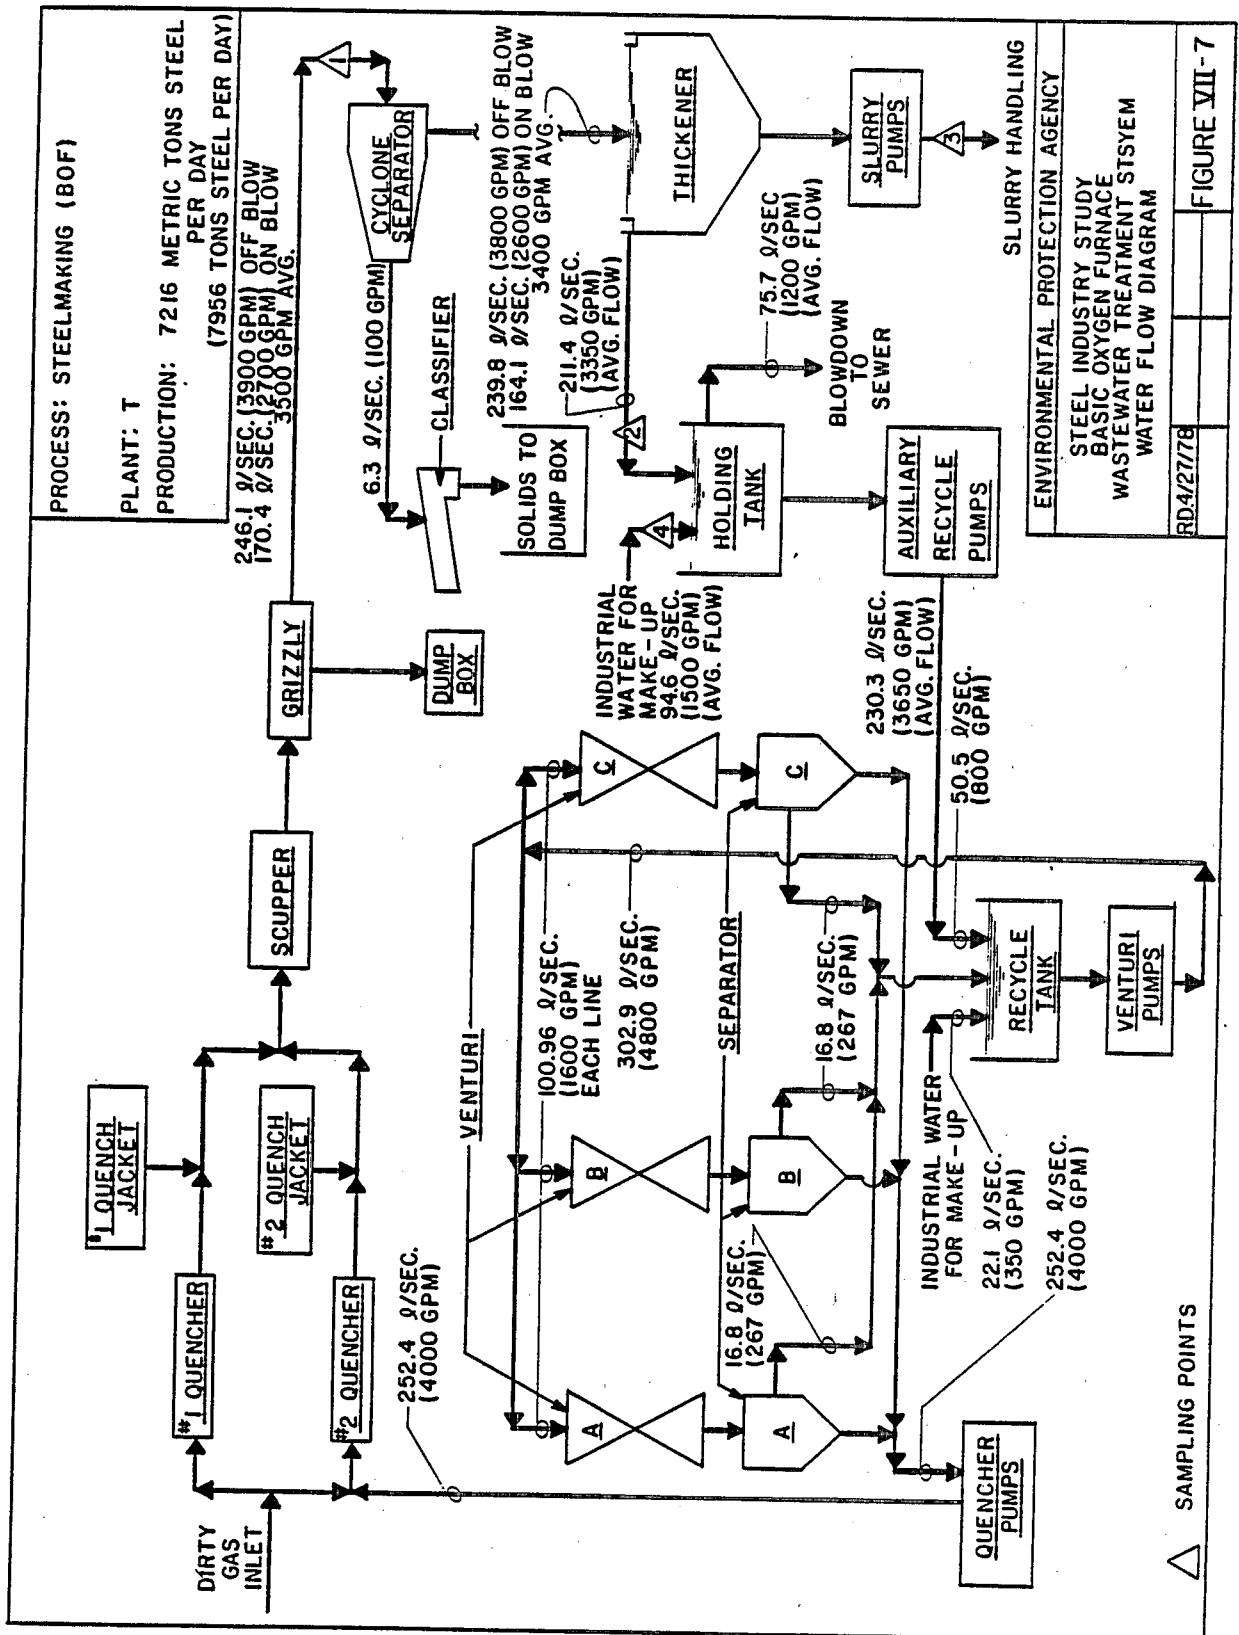 PROCESS: STEELMAKING (BOF)
PLANT: T
PRODUCTION: 7216 METRIC TONS STEEL
PER DAY
(7956 TONS STEEL PER DAY)
246.1 ℓ/SEC.(3900 GPM) OFF BLOW
170.4 ℓ/SEC.(2700 GPM) ON BLOW
3500 GPM AVG.
1
DIRTY
GAS
INLET
#1 QUENCHER
#2 QUENCHER
#1 QUENCH
JACKET
#2 QUENCH
JACKET
SCUPPER
GRIZZLY
DUMP
BOX
CYCLONE
SEPARATOR
6.3 ℓ/SEC. (100 GPM)
CLASSIFIER
SOLIDS TO
DUMP BOX
239.8 ℓ/SEC.(3800 GPM) OFF BLOW
164.1 ℓ/SEC.(2600 GPM) ON BLOW
3400 GPM AVG.
211.4 ℓ/SEC.
(3350 GPM)
(AVG. FLOW)
THICKENER
SLURRY
PUMPS
3
SLURRY HANDLING
2
INDUSTRIAL
WATER FOR
MAKE-UP
94.6 ℓ/SEC.
(1500 GPM)
(AVG. FLOW)
4
HOLDING
TANK
75.7 ℓ/SEC
(1200 GPM)
(AVG. FLOW)
BLOWDOWN
TO
SEWER
AUXILIARY
RECYCLE
PUMPS
230.3 ℓ/SEC.
(3650 GPM)
(AVG. FLOW)
50.5 ℓ/SEC.
(800 GPM)
252.4 ℓ/SEC.
(4000 GPM)
VENTURI
A
B
C
100.96 ℓ/SEC.
(1600 GPM)
EACH LINE
302.9 ℓ/SEC.
(4800 GPM)
SEPARATOR
A
B
C
16.8 ℓ/SEC.
(267 GPM)
16.8 ℓ/SEC.
(267 GPM)
INDUSTRIAL WATER
FOR MAKE-UP
22.1 ℓ/SEC.
(350 GPM)
252.4 ℓ/SEC.
(4000 GPM)
RECYCLE
TANK
VENTURI
PUMPS
QUENCHER
PUMPS
SAMPLING POINTS
ENVIRONMENTAL PROTECTION AGENCY
STEEL INDUSTRY STUDY
BASIC OXYGEN FURNACE
WASTEWATER TREATMENT STSYEM
WATER FLOW DIAGRAM
RD.4/27/78
FIGURE VII-7